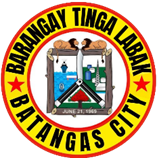 BARANGAY TINGA LABAK
JUNE 21, 1969
BATANGAS CITY